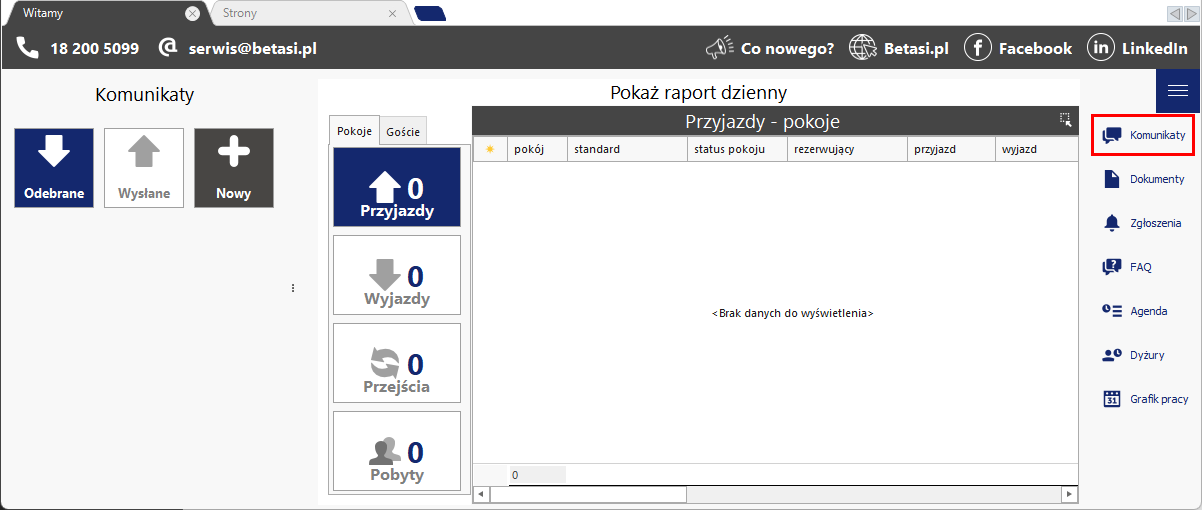 Witamy
Strony
18 200 5099
serwis@betasi.pl
Co nowego?
Betasi.pl
Facebook
in
LinkedIn
Komunikaty
Odebrane
Wysłane
Nowy
Pokaż raport dzienny
Pokoje
Goście
0
Przyjazdy
0
Wyjazdy
0
Przejścia
0
Pobyty
Przyjazdy - pokoje
pokój
standard
status pokoju
rezerwujący
przyjazd
wyjazd
<Brak danych do wyświetlenia>
0
Komunikaty
Dokumenty
Zgłoszenia
FAQ
Agenda
Dyżury
31
Grafik pracy